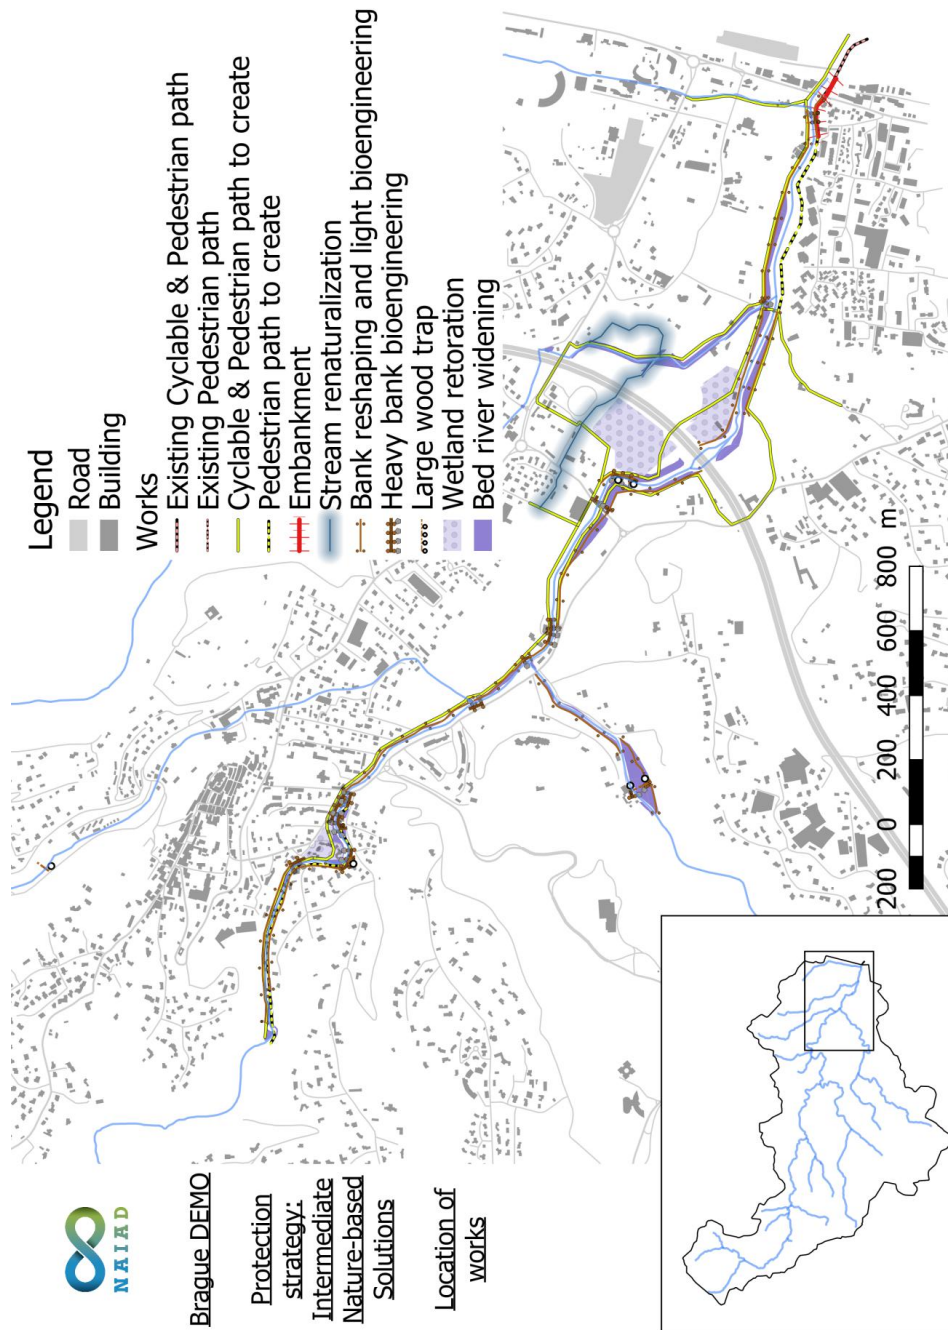 NAIAD
Brague DEMO
Protection
strategy:
Intermediate
Nature-based
Solutions
Location of
works
Legend
Road
Building
Works
Existing Cyclable & Pedestrian path
Existing Pedestrian path
Cyclable & Pedestrian path to create
Pedestrian path to create
Embankment
Stream renaturalization
Bank reshaping and light bioengineering
Heavy bank bioengineering
Large wood trap
Wetland retoration
Bed river widening
200 0 200 400 600 800 m